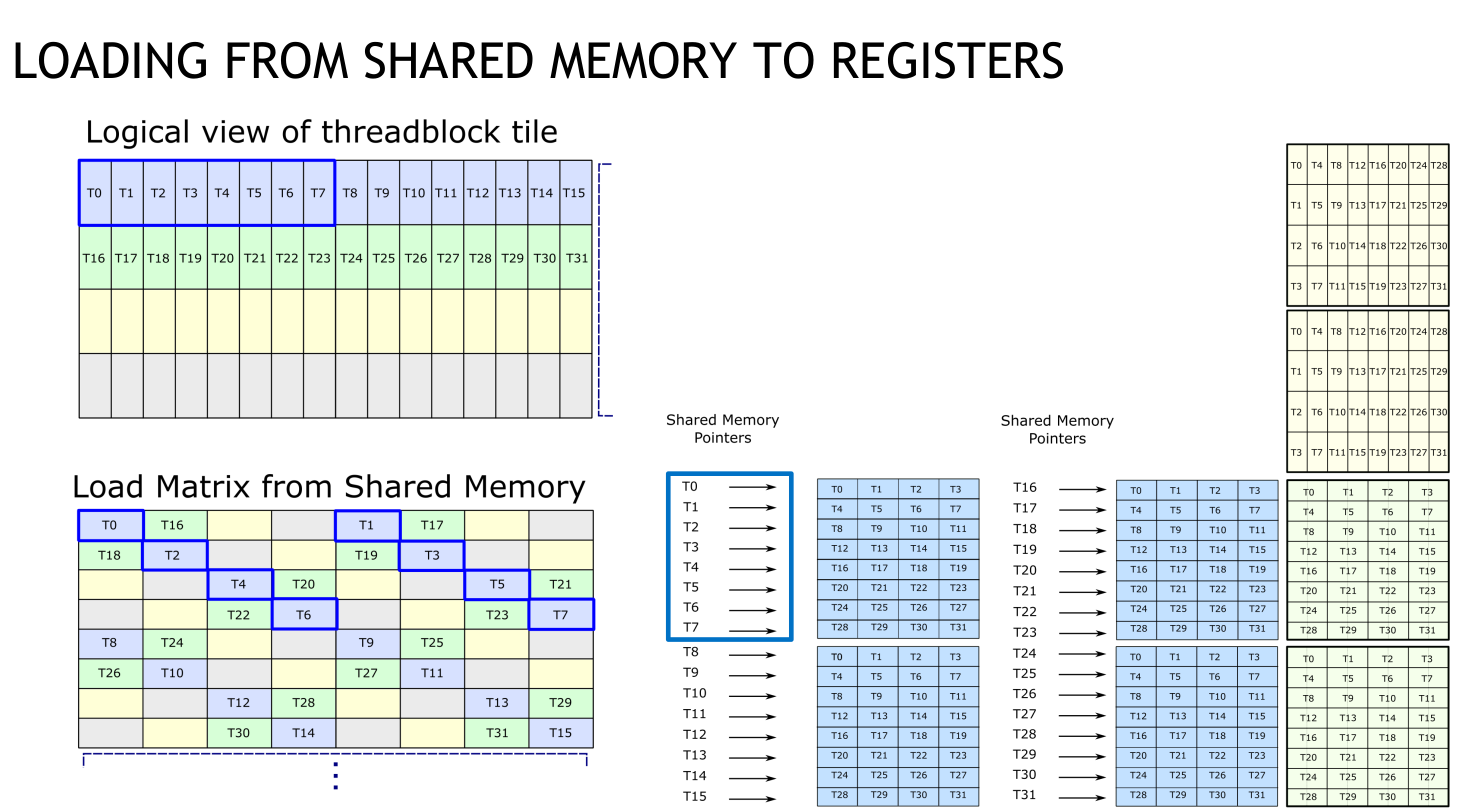 LOADING FROM SHARED MEMORY TO REGISTERS
Logical view of threadblock tile
T0 T1 T2 T3 T4 T5 T6 T7 T8 T9 T10 T11 T12 T13 T14 T15
T16 T17 T18 T19 T20 T21 T22 T23 T24 T25 T26 T27 T28 T29 T30 T31
Load Matrix from Shared Memory
T0 T16 T1 T17
T18 T2 T19 T3
T4 T20 T5 T21
T22 T6 T23 T7
T8 T24 T9 T25
T26 T10 T27 T11
T12 T28 T13 T29
T30 T14 T31 T15
Shared Memory
Pointers
T0
T1
T2
T3
T4
T5
T6
T7
T8
T9
T10
T11
T12
T13
T14
T15
T0 T1 T2 T3
T4 T5 T6 T7
T8 T9 T10 T11
T12 T13 T14 T15
T16 T17 T18 T19
T20 T21 T22 T23
T24 T25 T26 T27
T28 T29 T30 T31
T0 T1 T2 T3
T4 T5 T6 T7
T8 T9 T10 T11
T12 T13 T14 T15
T16 T17 T18 T19
T20 T21 T22 T23
T24 T25 T26 T27
T28 T29 T30 T31
Shared Memory
Pointers
T16
T17
T18
T19
T20
T21
T22
T23
T24
T25
T26
T27
T28
T29
T30
T31
T0 T1 T2 T3
T4 T5 T6 T7
T8 T9 T10 T11
T12 T13 T14 T15
T16 T17 T18 T19
T20 T21 T22 T23
T24 T25 T26 T27
T28 T29 T30 T31
T0 T1 T2 T3
T4 T5 T6 T7
T8 T9 T10 T11
T12 T13 T14 T15
T16 T17 T18 T19
T20 T21 T22 T23
T24 T25 T26 T27
T28 T29 T30 T31
T0 T4 T8 T12 T16 T20 T24 T28
T1 T5 T9 T13 T17 T21 T25 T29
T2 T6 T10 T14 T18 T22 T26 T30
T3 T7 T11 T15 T19 T23 T27 T31
T0 T4 T8 T12 T16 T20 T24 T28
T1 T5 T9 T13 T17 T21 T25 T29
T2 T6 T10 T14 T18 T22 T26 T30
T3 T7 T11 T15 T19 T23 T27 T31
T0 T1 T2 T3
T4 T5 T6 T7
T8 T9 T10 T11
T12 T13 T14 T15
T16 T17 T18 T19
T20 T21 T22 T23
T24 T25 T26 T27
T28 T29 T30 T31
T0 T1 T2 T3
T4 T5 T6 T7
T8 T9 T10 T11
T12 T13 T14 T15
T16 T17 T18 T19
T20 T21 T22 T23
T24 T25 T26 T27
T28 T29 T30 T31